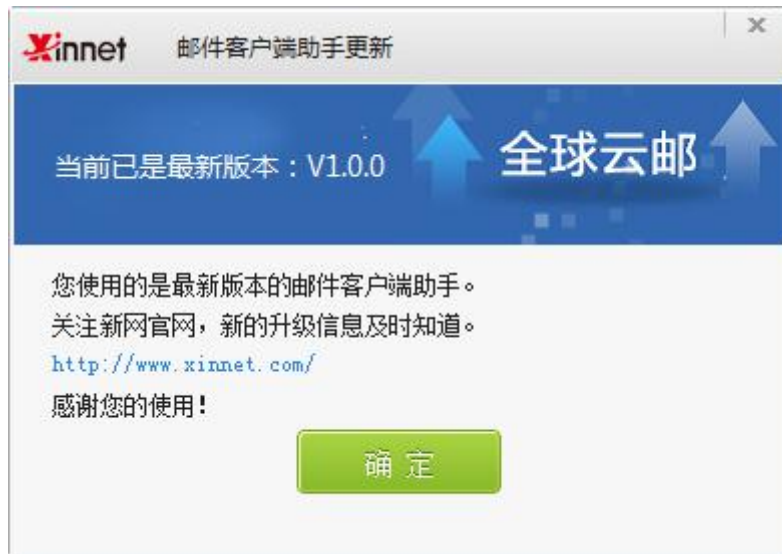 Xinnet 邮件客户端助手更新
当前已是最新版本：V1.0.0
全球云邮
您使用的是最新版本的邮件客户端助手。
关注新网官网，新的升级信息及时知道。
http://www.xinnet.com/
感谢您的使用！
确 定